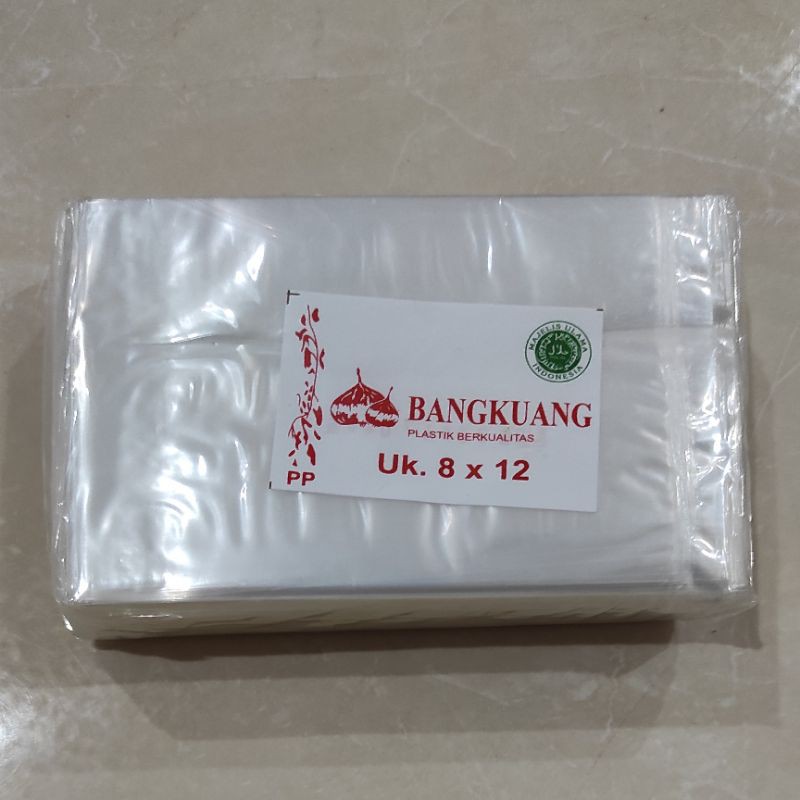 MAJELIS ULAMA
INDONESIA
BANGKUANG
PLASTIK BERKUALITAS
Uk. 8 x 12
PP